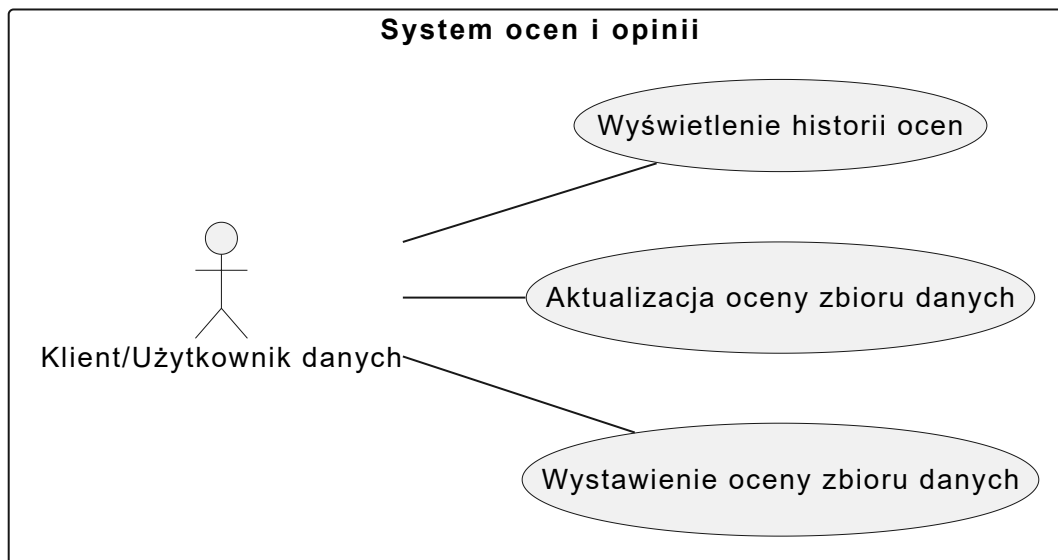 System ocen i opinii
Wyświetlenie historii ocen
Aktualizacja oceny zbioru danych
Klient/Użytkownik danych
Wystawienie oceny zbioru danych